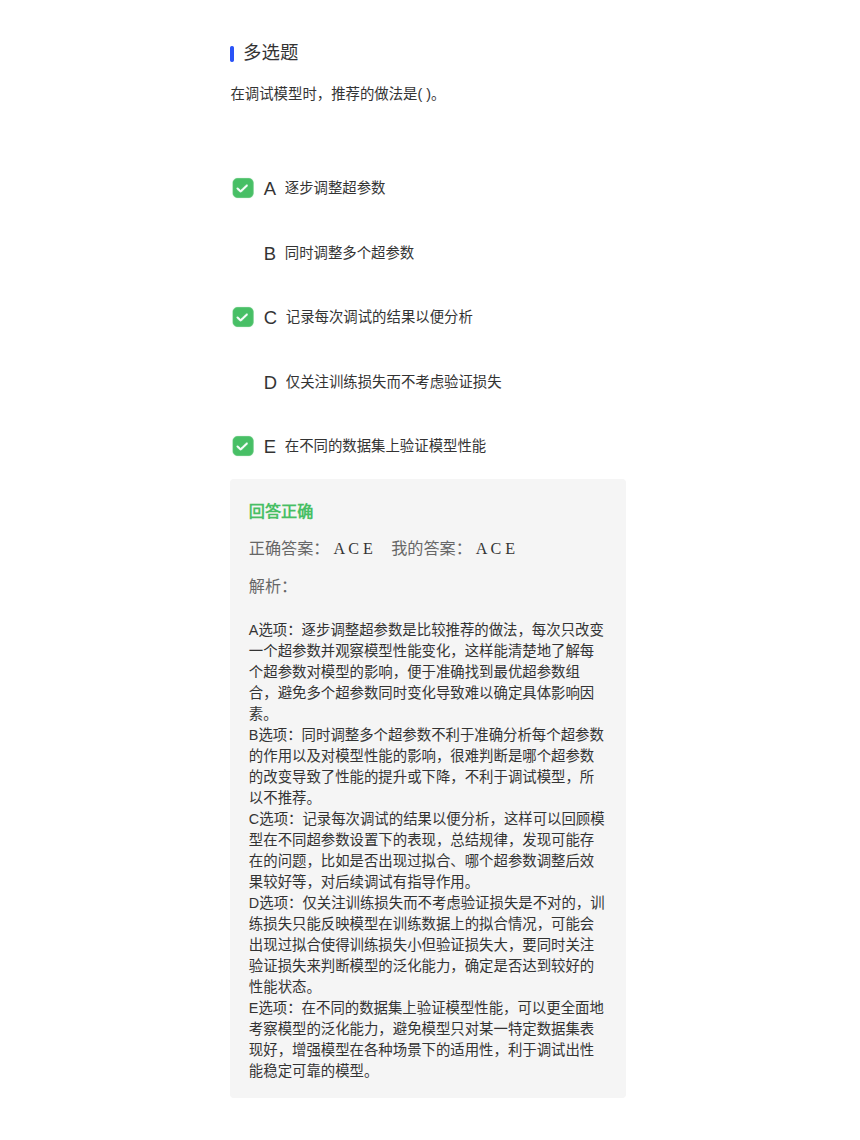 多选题
在调试模型时，推荐的做法是( )。
A 逐步调整超参数
B 同时调整多个超参数
C 记录每次调试的结果以便分析
D 仅关注训练损失而不考虑验证损失
E 在不同的数据集上验证模型性能
回答正确
正确答案： A C E 我的答案： A C E
解析：
A选项：逐步调整超参数是比较推荐的做法，每次只改变
一个超参数并观察模型性能变化，这样能清楚地了解每
个超参数对模型的影响，便于准确找到最优超参数组
合，避免多个超参数同时变化导致难以确定具体影响因
素。
B选项：同时调整多个超参数不利于准确分析每个超参数
的作用以及对模型性能的影响，很难判断是哪个超参数
的改变导致了性能的提升或下降，不利于调试模型，所
以不推荐。
C选项：记录每次调试的结果以便分析，这样可以回顾模
型在不同超参数设置下的表现，总结规律，发现可能存
在的问题，比如是否出现过拟合、哪个超参数调整后效
果较好等，对后续调试有指导作用。
D选项：仅关注训练损失而不考虑验证损失是不对的，训
练损失只能反映模型在训练数据上的拟合情况，可能会
出现过拟合使得训练损失小但验证损失大，要同时关注
验证损失来判断模型的泛化能力，确定是否达到较好的
性能状态。
E选项：在不同的数据集上验证模型性能，可以更全面地
考察模型的泛化能力，避免模型只对某一特定数据集表
现好，增强模型在各种场景下的适用性，利于调试出性
能稳定可靠的模型。